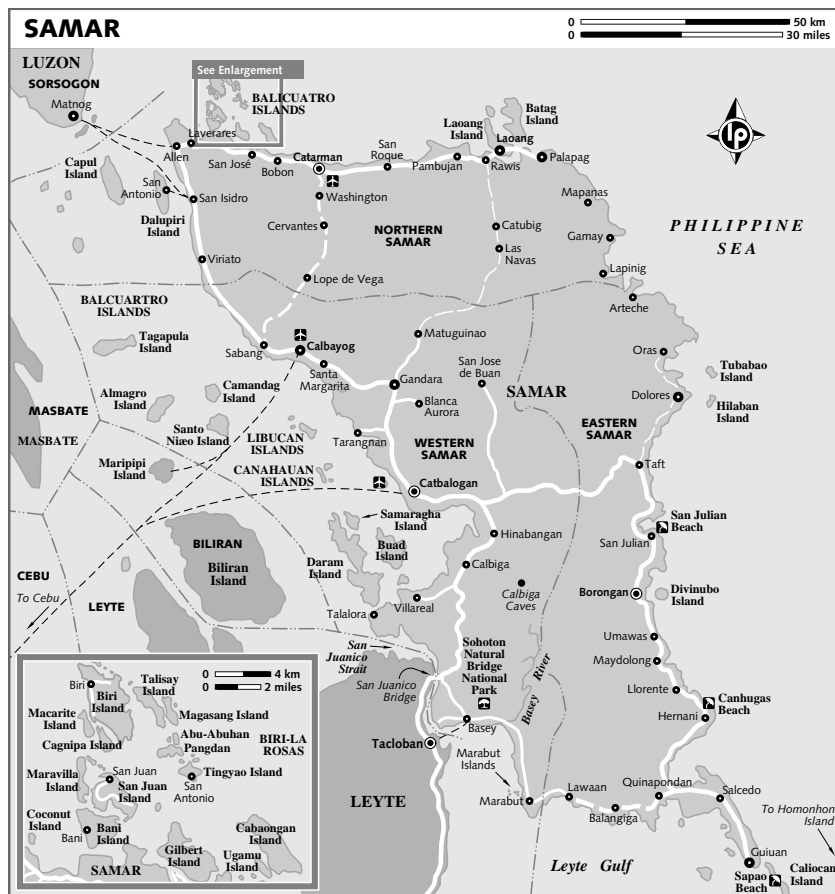 SAMAR
0 50 km
0 30 miles
LUZON
SORSOGON
Matnog
See Enlargement
BALICUATRO
ISLANDS
Laverares
Allen
San José
Bobon
Catarman
San
Roque
Pambujan
Laoang
Island
Batag
Island
Laoang
Rawis
Palapag
lp
Capul
Island
San
Antonio
San Isidro
Dalupiri
Island
Washington
Cervantes
NORTHERN
SAMAR
Catubig
Las
Navas
Mapanas
Gamay
Lapinig
Arteche
PHILIPPINE
SEA
Viriato
Lope de Vega
BALCUARTRO
ISLANDS
Tagapula
Island
Sabang
Calbayog
Santa
Margarita
Matuguinao
San Jose
de Buan
Gandara
Blanca
Aurora
SAMAR
Oras
Tubabao
Island
Dolores
Hilaban
Island
Almagro
Island
Camandag
Island
MASBATE
MASBATE
Santo
Niæo Island
LIBUCAN
ISLANDS
Tarangnan
WESTERN
SAMAR
EASTERN
SAMAR
Maripipi
Island
CANAHAUAN
ISLANDS
Catbalogan
Taft
Samaragha
Island
San Julian
Beach
San Julian
BILIRAN
Biliran
Island
Buad
Island
Daram
Island
Hinabangan
Calbiga
Calbiga
Caves
CEBU
To Cebu
LEYTE
Talalora
Villareal
Borongan
Divinubo
Island
San
Juanico
Strait
San Juanico
Bridge
Sohoton
Natural
Bridge
National
Park
Basey River
Umawas
Maydolong
Llorente
Canhugas
Beach
Hernani
Basey
Tacloban
Marabut
Islands
LEYTE
Marabut
Lawaan
Balangiga
Quinapondan
Salcedo
To Homonhon
Island
Guiuan
Sapao
Beach
Calicoan
Island
Leyte Gulf
0 4 km
0 2 miles
Biri
Biri
Island
Talisay
Island
Macarite
Island
Magasang Island
Cagnipa Island
Abu-Abuhan
Pangdan
BIRI-LA
ROSAS
Maravilla
Island
San Juan
San Juan
Island
Tingyao Island
San
Antonio
Coconut
Island
Bani
Bani
Island
SAMAR
Gilbert
Island
Ugamu
Island
Cabaongan
Island